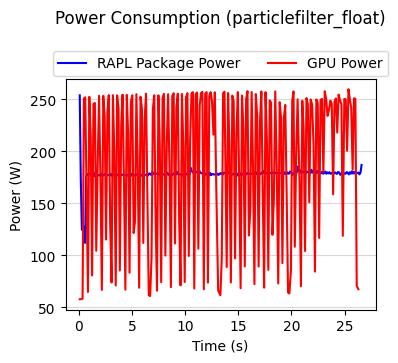 Power Consumption (particlefilter_float)
RAPL Package Power GPU Power
Power (W)
250
200
150
100
50
0 5 10 15 20 25
Time (s)